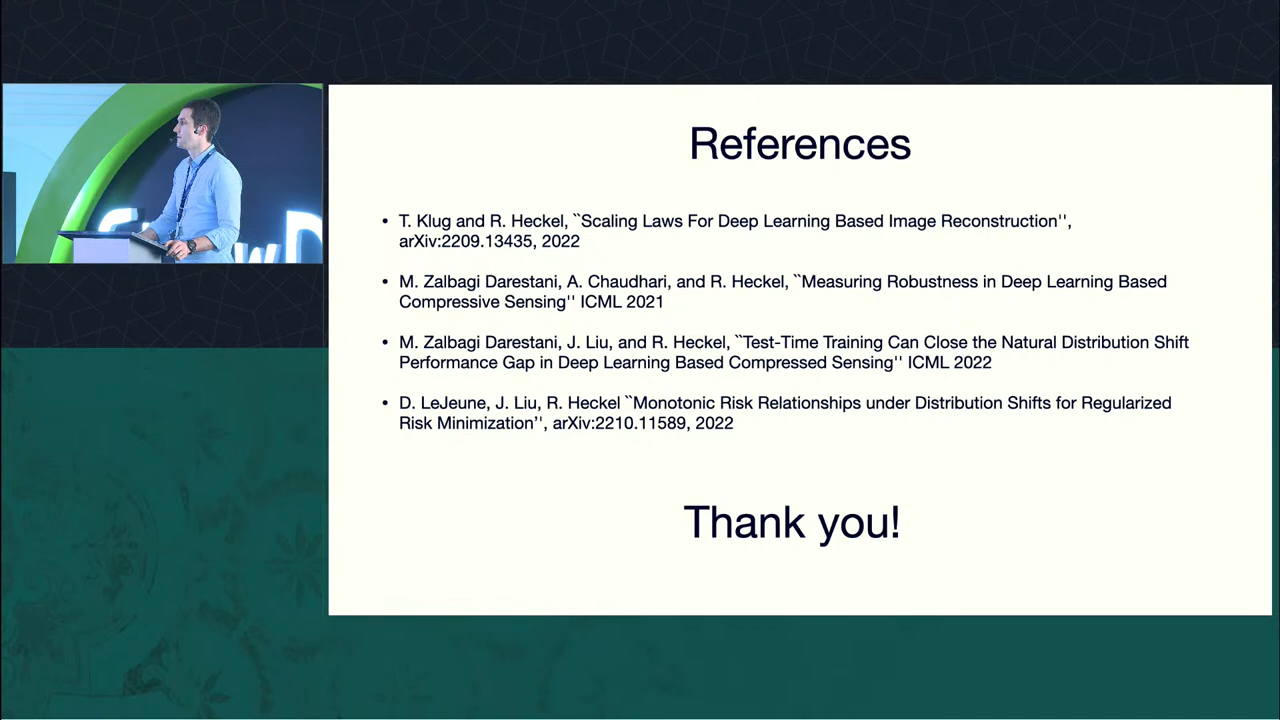 References
• T. Klug and R. Heckel, ``Scaling Laws For Deep Learning Based Image Reconstruction'',
arXiv:2209.13435, 2022
• M. Zalbagi Darestani, A. Chaudhari, and R. Heckel, ``Measuring Robustness in Deep Learning Based
Compressive Sensing'' ICML 2021
• M. Zalbagi Darestani, J. Liu, and R. Heckel, ``Test-Time Training Can Close the Natural Distribution Shift
Performance Gap in Deep Learning Based Compressed Sensing'' ICML 2022
• D. LeJeune, J. Liu, R. Heckel ``Monotonic Risk Relationships under Distribution Shifts for Regularized
Risk Minimization’', arXiv:2210.11589, 2022
Thank you!